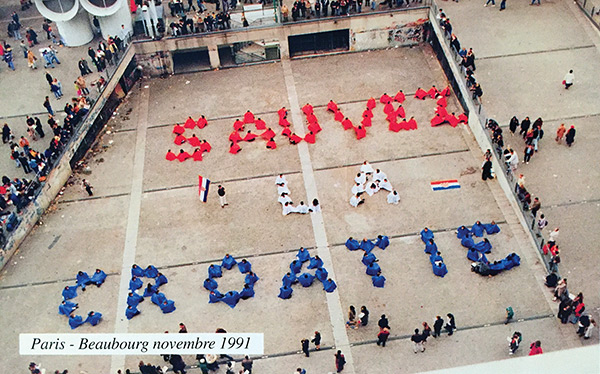 SAUVEZ
LA
CROATIE
Paris - Beaubourg novembre 1991